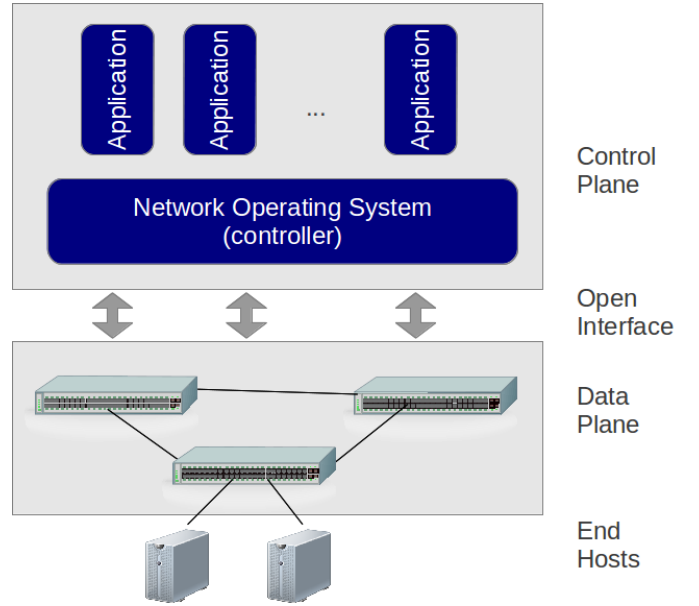 Application
Application
...
Application
Network Operating System
(controller)
Control
Plane
Open
Interface
Data
Plane
End
Hosts